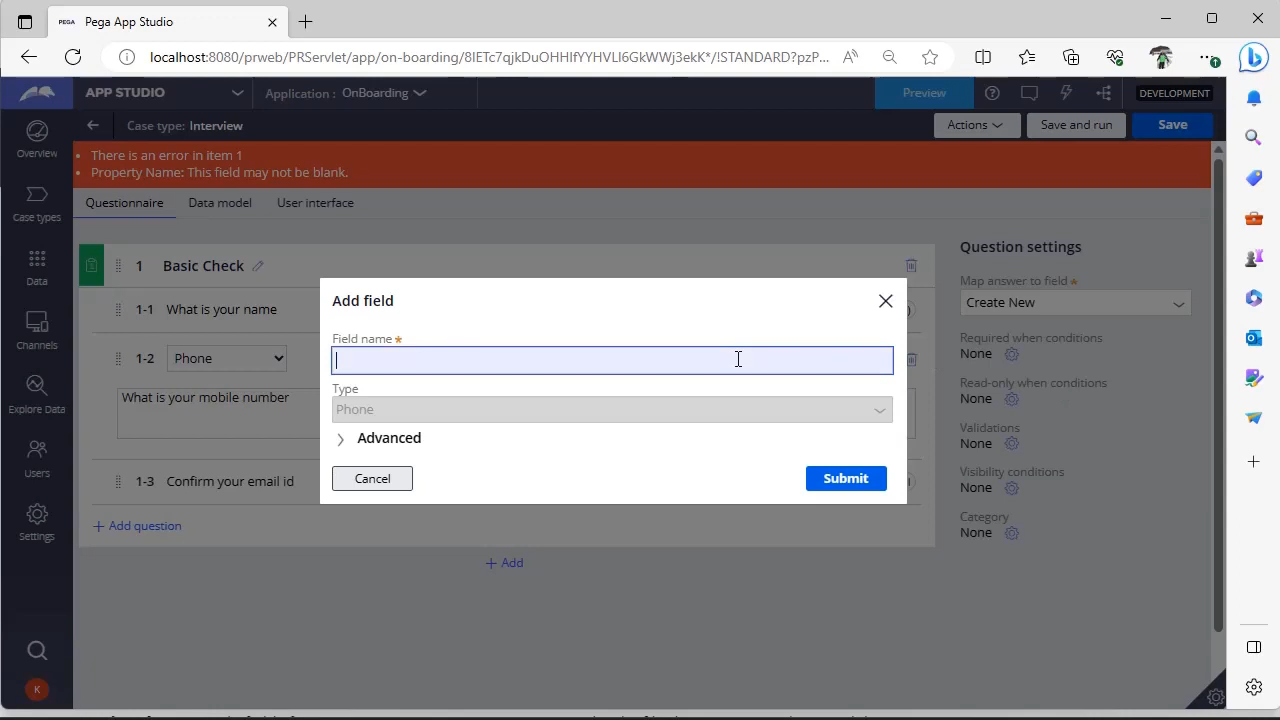 Pega App Studio
localhost:8080/prweb/PRServlet/app/on-boarding/8IETc7qjkDuOHHIfYYHVLI6GkWWj3ekK*/!STANDARD?pzP...
APP STUDIO
Application : OnBoarding
Preview
DEVELOPMENT
Case type: Interview
Actions
Save and run
Save
There is an error in item 1
Property Name: This field may not be blank.
Questionnaire
Data model
User interface
Overview
Case types
Data
Channels
Explore Data
Users
Settings
K
1 Basic Check
1-1 What is your name
1-2 Phone
What is your mobile number
1-3 Confirm your email id
+ Add question
+ Add
Add field
Field name *
Type
Phone
Advanced
Cancel
Submit
Question settings
Map answer to field *
Create New
Required when conditions
None
Read-only when conditions
None
Validations
None
Visibility conditions
None
Category
None